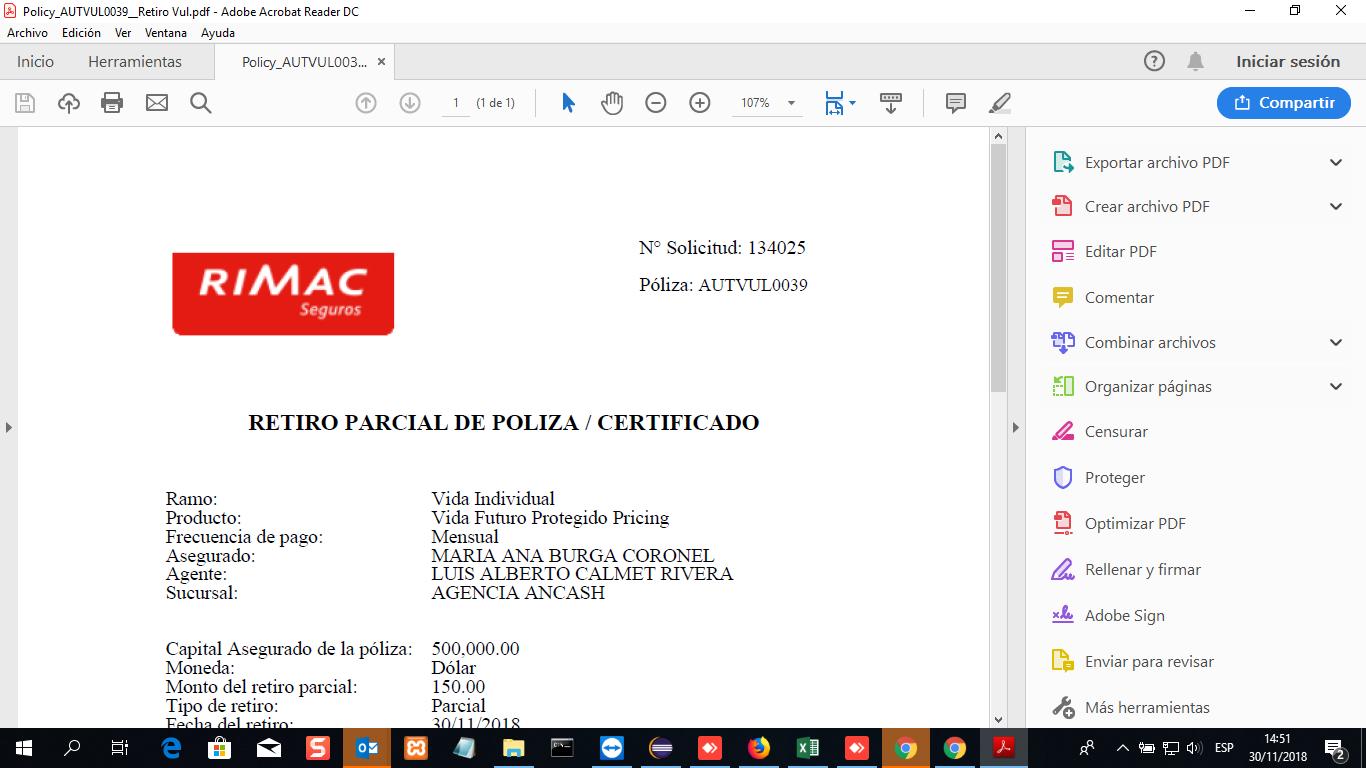 Policy_AUTVUL0039__Retiro Vul.pdf - Adobe Acrobat Reader DC
Archivo Edición Ver Ventana Ayuda
Inicio Herramientas Policy_AUTVUL003... × Iniciar sesión
1 (1 de 1) 107% Compartir
N° Solicitud: 134025
Póliza: AUTVUL0039
RIMAC
Seguros
RETIRO PARCIAL DE POLIZA / CERTIFICADO
Ramo: Vida Individual
Producto: Vida Futuro Protegido Pricing
Frecuencia de pago: Mensual
Asegurado: MARIA ANA BURGA CORONEL
Agente: LUIS ALBERTO CALMET RIVERA
Sucursal: AGENCIA ANCASH
Capital Asegurado de la póliza: 500,000.00
Moneda: Dólar
Monto del retiro parcial: 150.00
Tipo de retiro: Parcial
Fecha del retiro: 30/11/2018
Exportar archivo PDF
Crear archivo PDF
Editar PDF
Comentar
Combinar archivos
Organizar páginas
Censurar
Proteger
Optimizar PDF
Rellenar y firmar
Adobe Sign
Enviar para revisar
Más herramientas
ESP
14:51
30/11/2018
2